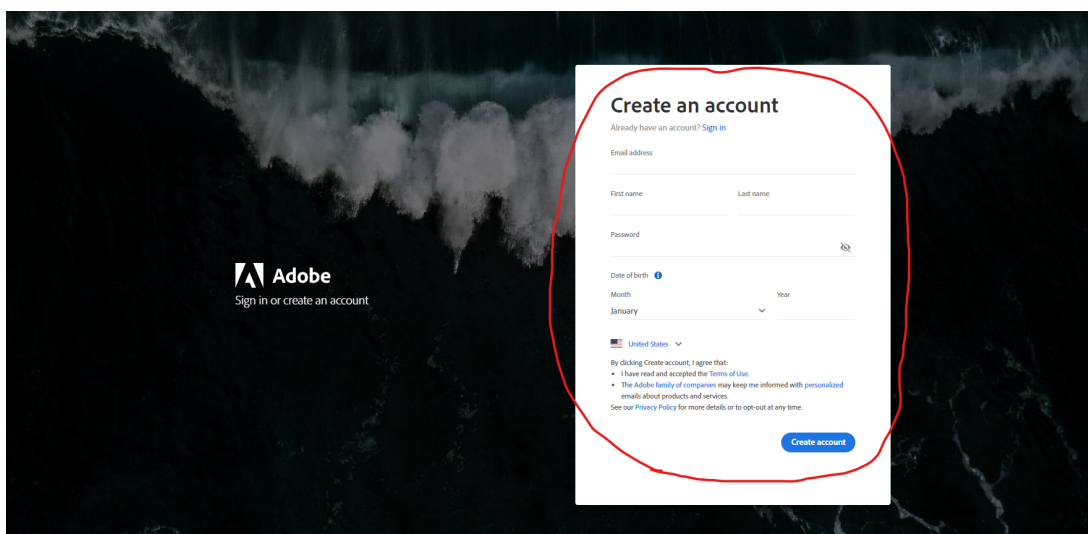 Adobe
Sign in or create an account
Create an account
Already have an account? Sign in
Email address
First name Last name
Password
Date of birth
Month Year
January
United States
By clicking Create account, I agree that:
• I have read and accepted the Terms of Use.
• The Adobe family of companies may keep me informed with personalized
emails about products and services.
See our Privacy Policy for more details or to opt-out at any time.
Create account